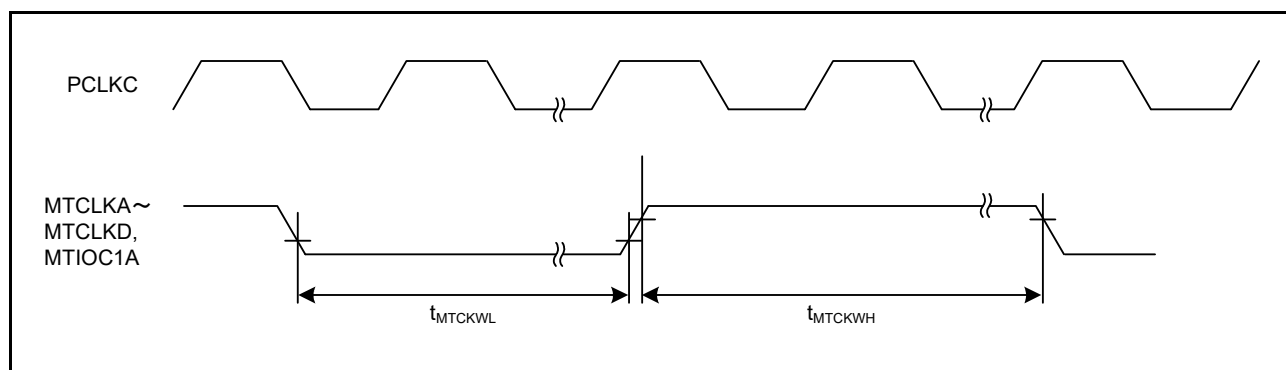 PCLKC
MTCLKA～
MTCLKD,
MTIOC1A
tMTCKWL
tMTCKWH